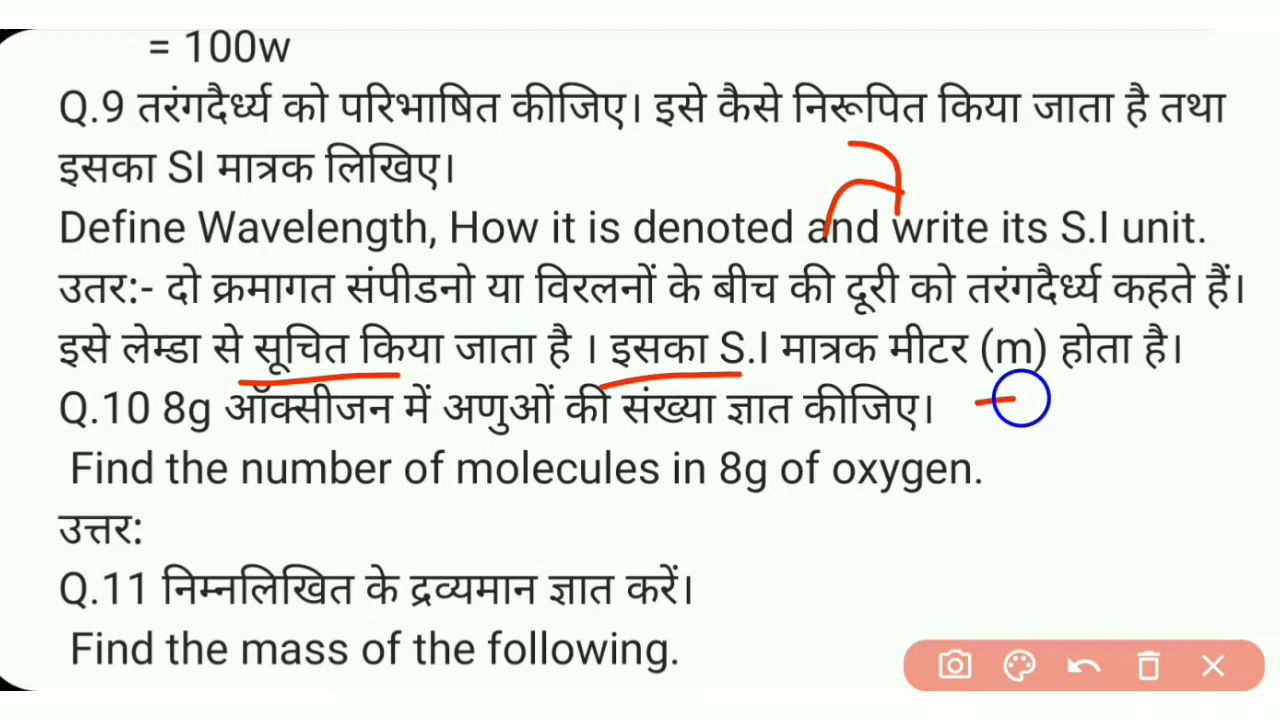 = 100w
Q.9 तरंगदैर्ध्य को परिभाषित कीजिए। इसे कैसे निरूपित किया जाता है तथा
इसका SI मात्रक लिखिए।
Define Wavelength, How it is denoted and write its S.I unit.
उतर:- दो क्रमागत संपीडनो या विरलनों के बीच की दूरी को तरंगदैर्ध्य कहते हैं।
इसे लेम्डा से सूचित किया जाता है । इसका S.I मात्रक मीटर (m) होता है।
Q.10 8g ऑक्सीजन में अणुओं की संख्या ज्ञात कीजिए।
Find the number of molecules in 8g of oxygen.
उत्तर:
Q.11 निम्नलिखित के द्रव्यमान ज्ञात करें।
Find the mass of the following.